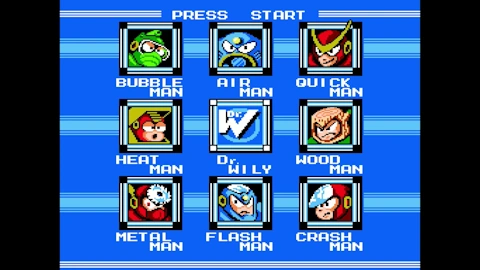 PRESS START
BUBBLE MAN
AIR MAN
QUICK MAN
HEAT MAN
Dr. W
Dr. WILY
WOOD MAN
METAL MAN
FLASH MAN
CRASH MAN